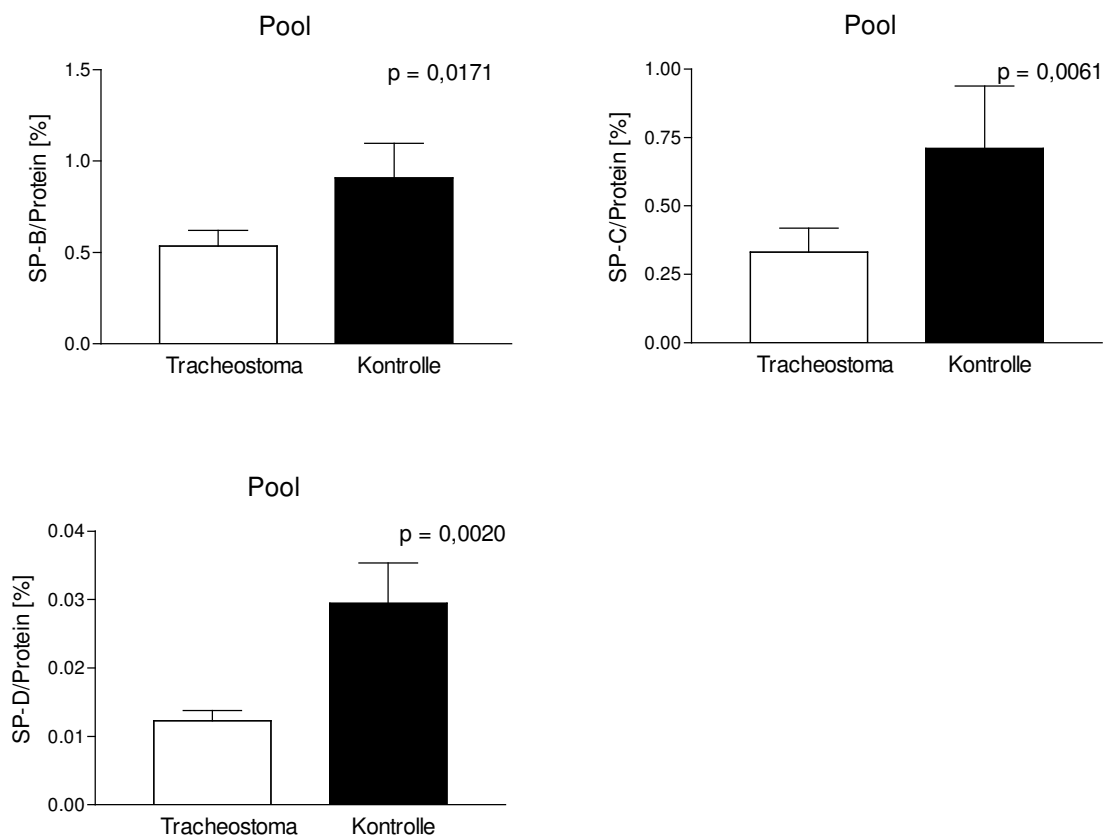 Pool
p = 0,0171
SP-B/Protein [%]
1.5
1.0
0.5
0.0
Tracheostoma Kontrolle
Pool
p = 0,0061
SP-C/Protein [%]
1.00
0.75
0.50
0.25
0.00
Tracheostoma Kontrolle
Pool
p = 0,0020
SP-D/Protein [%]
0.04
0.03
0.02
0.01
0.00
Tracheostoma Kontrolle